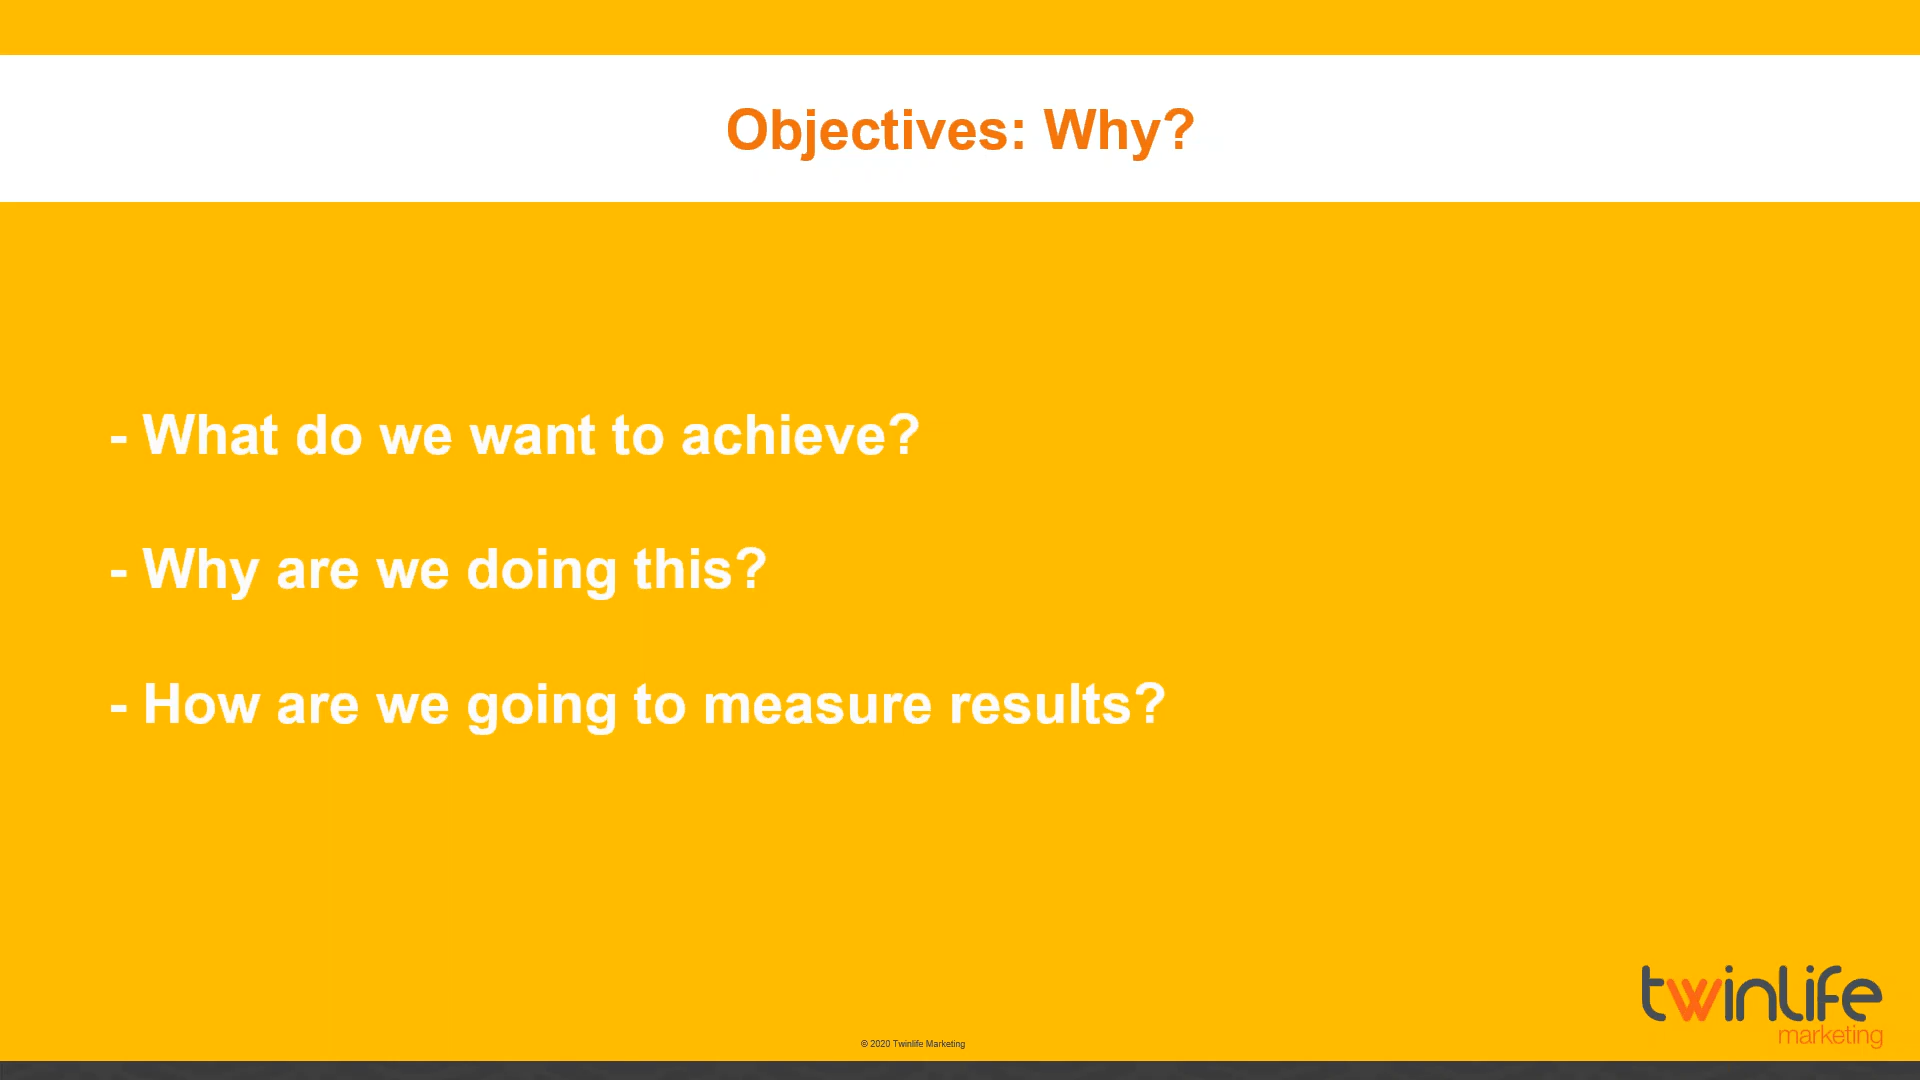 Objectives: Why?
- What do we want to achieve?
- Why are we doing this?
- How are we going to measure results?
twinlife
marketing
© 2020 Twinlife Marketing